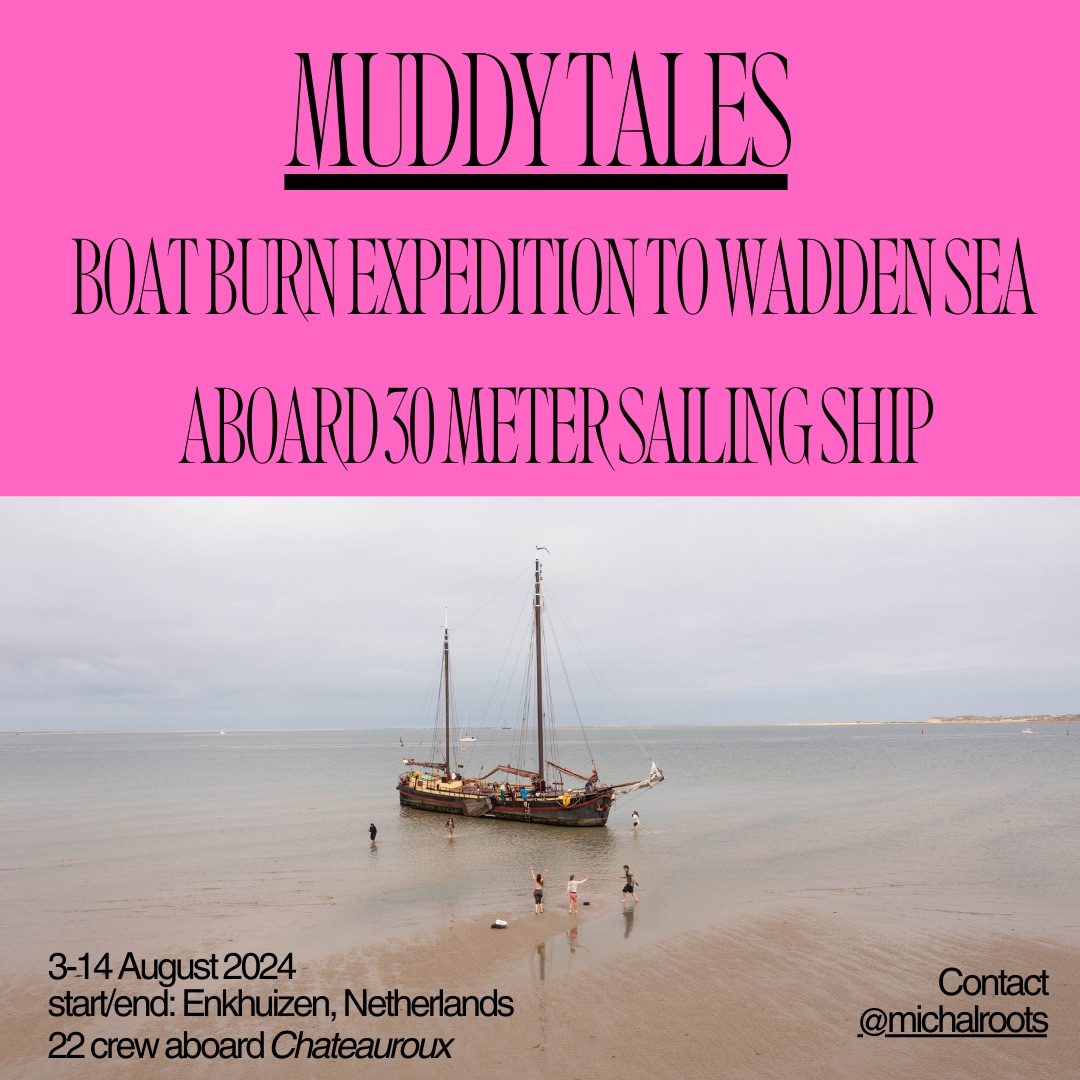 MUDDY TALES
BOAT BURN EXPEDITION TO WADDEN SEA
ABOARD 30 METER SAILING SHIP
3-14 August 2024
start/end: Enkhuizen, Netherlands
22 crew aboard Chateauroux
Contact
@michalroots